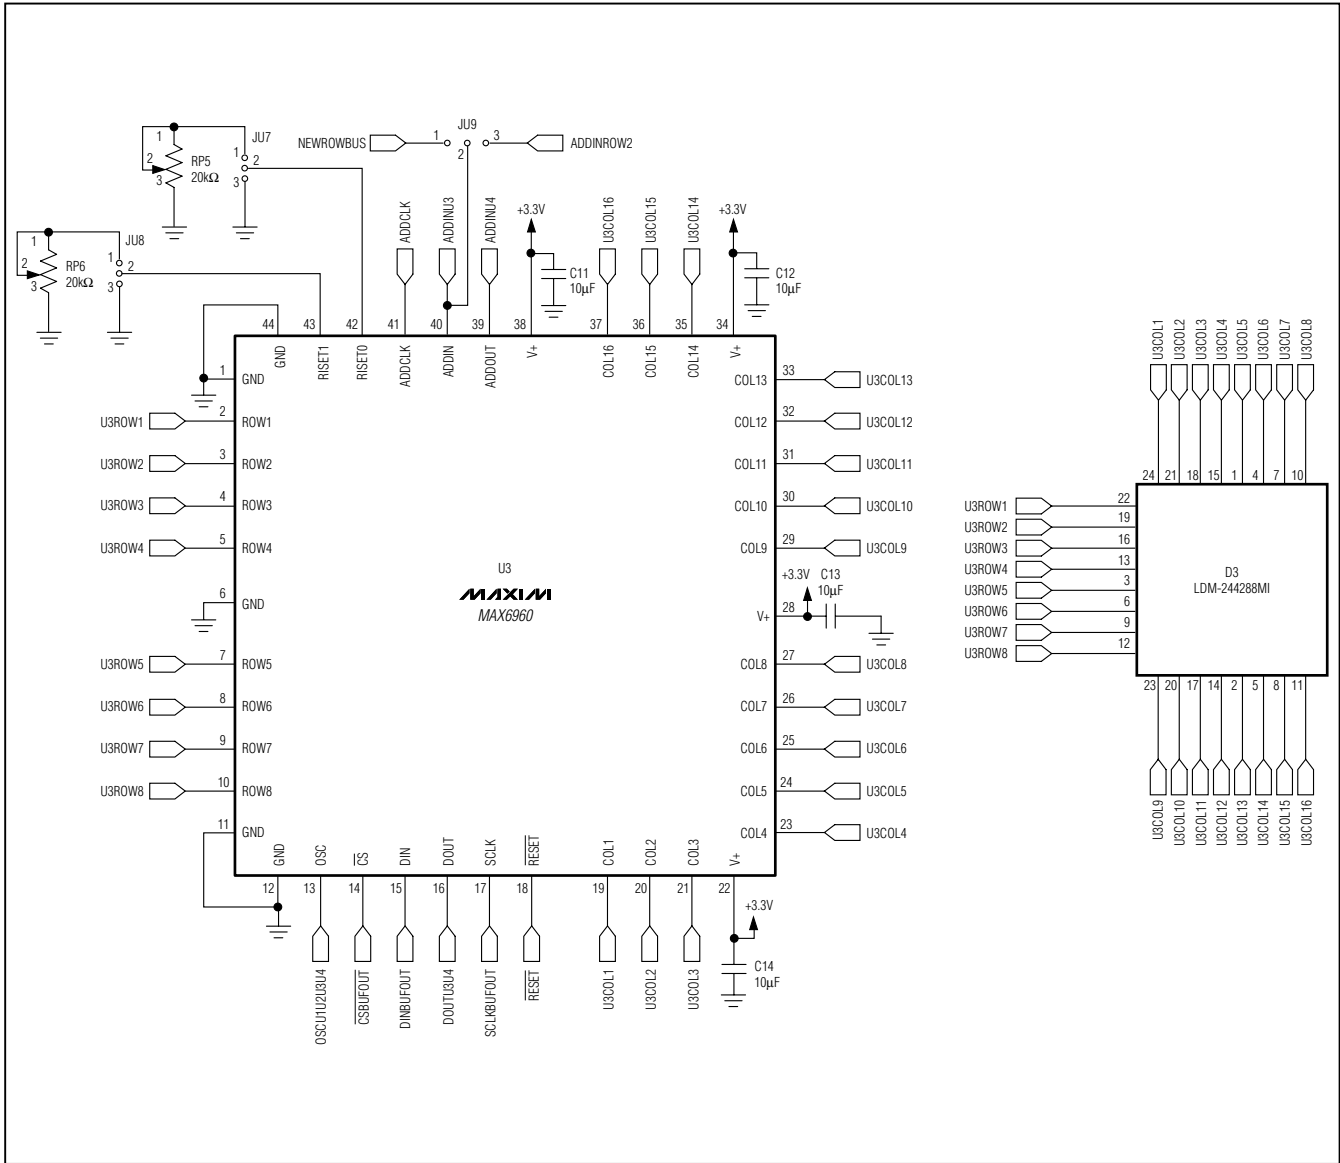 JU9
NEWROWBUS 1 2 3 ADDINROW2
1 2 3 RP5 20kΩ
JU7 1 2 3
1 2 3 RP6 20kΩ
JU8 1 2 3
ADDCLK
ADDINU3
ADDINU4
+3.3V
C11
10µF
U3COL16
U3COL15
U3COL14
+3.3V
C12
10µF
44 GND
43 RISET1
42 RISET0
41 ADDCLK
40 ADDIN
39 ADDOUT
38 V+
37 COL16
36 COL15
35 COL14
34 V+
1 GND
U3ROW1 2 ROW1
U3ROW2 3 ROW2
U3ROW3 4 ROW3
U3ROW4 5 ROW4
6 GND
U3ROW5 7 ROW5
U3ROW6 8 ROW6
U3ROW7 9 ROW7
U3ROW8 10 ROW8
11 GND
U3
MAXIM
MAX6960
COL13 33 U3COL13
COL12 32 U3COL12
COL11 31 U3COL11
COL10 30 U3COL10
COL9 29 U3COL9
+3.3V C13
10µF
V+ 28
COL8 27 U3COL8
COL7 26 U3COL7
COL6 25 U3COL6
COL5 24 U3COL5
COL4 23 U3COL4
GND 12
OSC 13 OSCU1U2U3U4
CS 14 CSBUFOUT
DIN 15 DINBUFOUT
DOUT 16 DOUTU3U4
SCLK 17 SCLKBUFOUT
RESET 18 RESET
COL1 19 U3COL1
COL2 20 U3COL2
COL3 21 U3COL3
V+ 22
+3.3V
C14
10µF
U3COL1 24
U3COL2 21
U3COL3 18
U3COL4 15
U3COL5 1
U3COL6 4
U3COL7 7
U3COL8 10
U3ROW1 22
U3ROW2 19
U3ROW3 16
U3ROW4 13
U3ROW5 3
U3ROW6 6
U3ROW7 9
U3ROW8 12
D3
LDM-244288MI
23 U3COL9
20 U3COL10
17 U3COL11
14 U3COL12
2 U3COL13
5 U3COL14
8 U3COL15
11 U3COL16